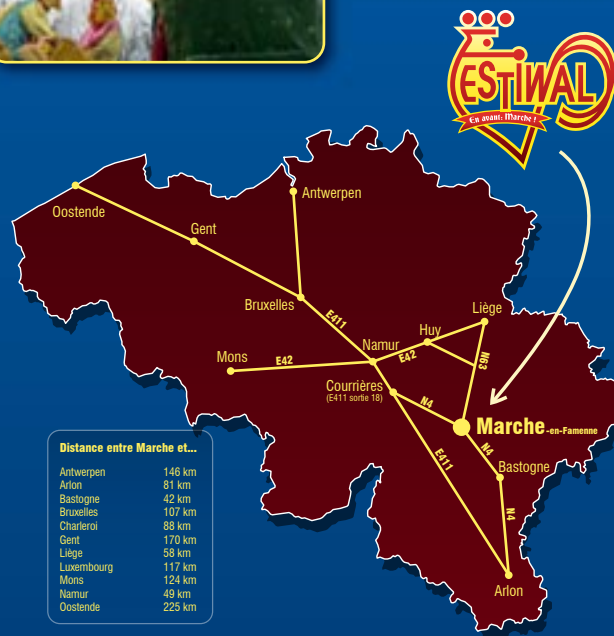 ESTIWAL
En avant: Marche !
Antwerpen
Oostende
Gent
Bruxelles
E411
Liège
Huy
Namur
E42
N63
Mons
E42
Courrières
(E411 sortie 18)
N4
Marche-en-Famenne
E411
N4
Bastogne
N4
Arlon
Distance entre Marche et...
Antwerpen 146 km
Arlon 81 km
Bastogne 42 km
Bruxelles 107 km
Charleroi 88 km
Gent 170 km
Liège 58 km
Luxembourg 117 km
Mons 124 km
Namur 49 km
Oostende 225 km